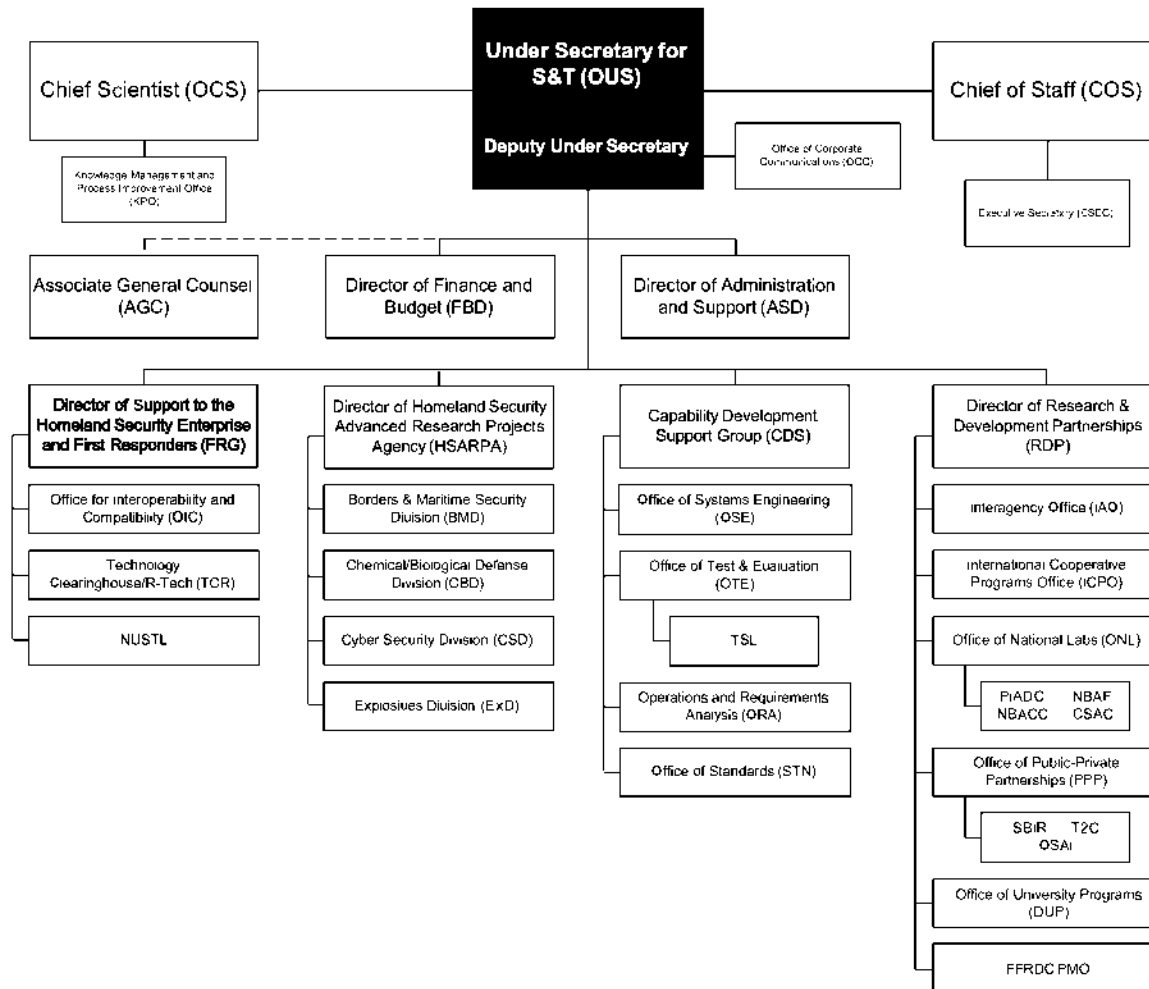 Under Secretary for
S&T (OUS)
Deputy Under Secretary
Chief Scientist (OCS)
Chief of Staff (COS)
Office of Corporate
Communications (OCC)
Knowledge Management and
Process Improvement Office
(KPO)
Executive Secretary
Associate General Counsel
(AGC)
Director of Finance and
Budget (FBD)
Director of Administration
and Support (ASD)
Director of Support to the
Homeland Security Enterprise
and First Responders (FRG)
Office for Interoperability and
Compatibility (OIC)
Technology
Clearinghouse/R-Tech (TCR)
NUSTL
Director of Homeland Security
Advanced Research Projects
Agency (HSARPA)
Borders & Maritime Security
Division (BMD)
Chemical/Biological Defense
Division (CBD)
Cyber Security Division (CSD)
Explosives Division (ExD)
Capability Development
Support Group (CDS)
Office of Systems Engineering
(OSE)
Office of Test & Evaluation
(OTE)
TSL
Operations and Requirements
Analysis (ORA)
Office of Standards (STN)
Director of Research &
Development Partnerships
(RDP)
Interagency Office (IAO)
International Cooperative
Programs Office (ICPO)
Office of National Labs (ONL)
PIADC NBAF
NBACC CSAC
Office of Public-Private
Partnerships (PPP)
SBIR T2C
OSAI
Office of University Programs
(OUP)
FFRDC PMO